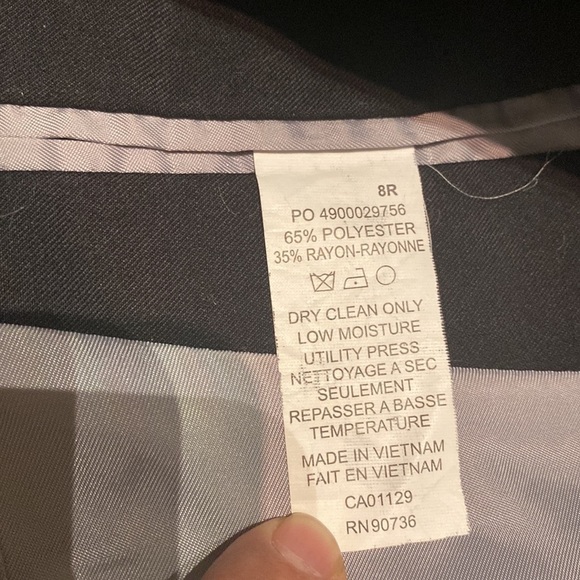 8R
PO 4900029756
65% POLYESTER
35% RAYON-RAYONNE
DRY CLEAN ONLY
LOW MOISTURE
UTILITY PRESS
NETTOYAGE A SEC
SEULEMENT
REPASSER A BASSE
TEMPERATURE
MADE IN VIETNAM
FAIT EN VIETNAM
CA01129
RN90736